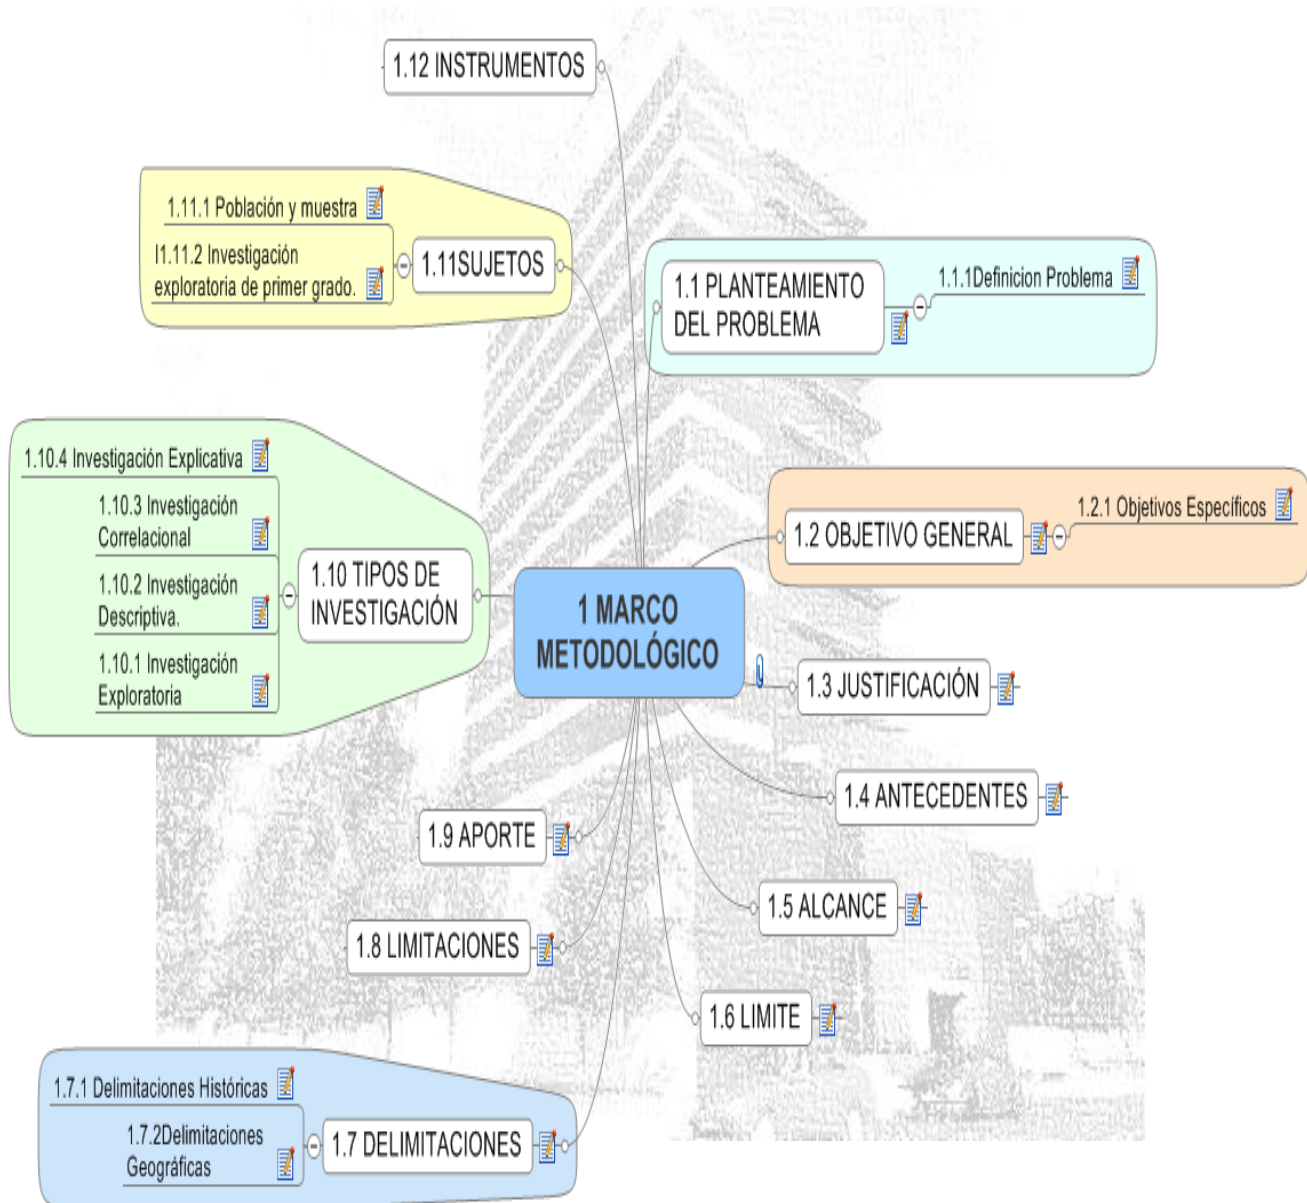 1 MARCO
METODOLÓGICO
1.1 PLANTEAMIENTO
DEL PROBLEMA
1.1.1Definicion Problema
1.2 OBJETIVO GENERAL
1.2.1 Objetivos Específicos
1.3 JUSTIFICACIÓN
1.4 ANTECEDENTES
1.5 ALCANCE
1.6 LIMITE
1.7 DELIMITACIONES
1.7.1 Delimitaciones Históricas
1.7.2Delimitaciones
Geográficas
1.8 LIMITACIONES
1.9 APORTE
1.10 TIPOS DE
INVESTIGACIÓN
1.10.4 Investigación Explicativa
1.10.3 Investigación
Correlacional
1.10.2 Investigación
Descriptiva.
1.10.1 Investigación
Exploratoria
1.11SUJETOS
1.11.1 Población y muestra
I1.11.2 Investigación
exploratoria de primer grado.
1.12 INSTRUMENTOS